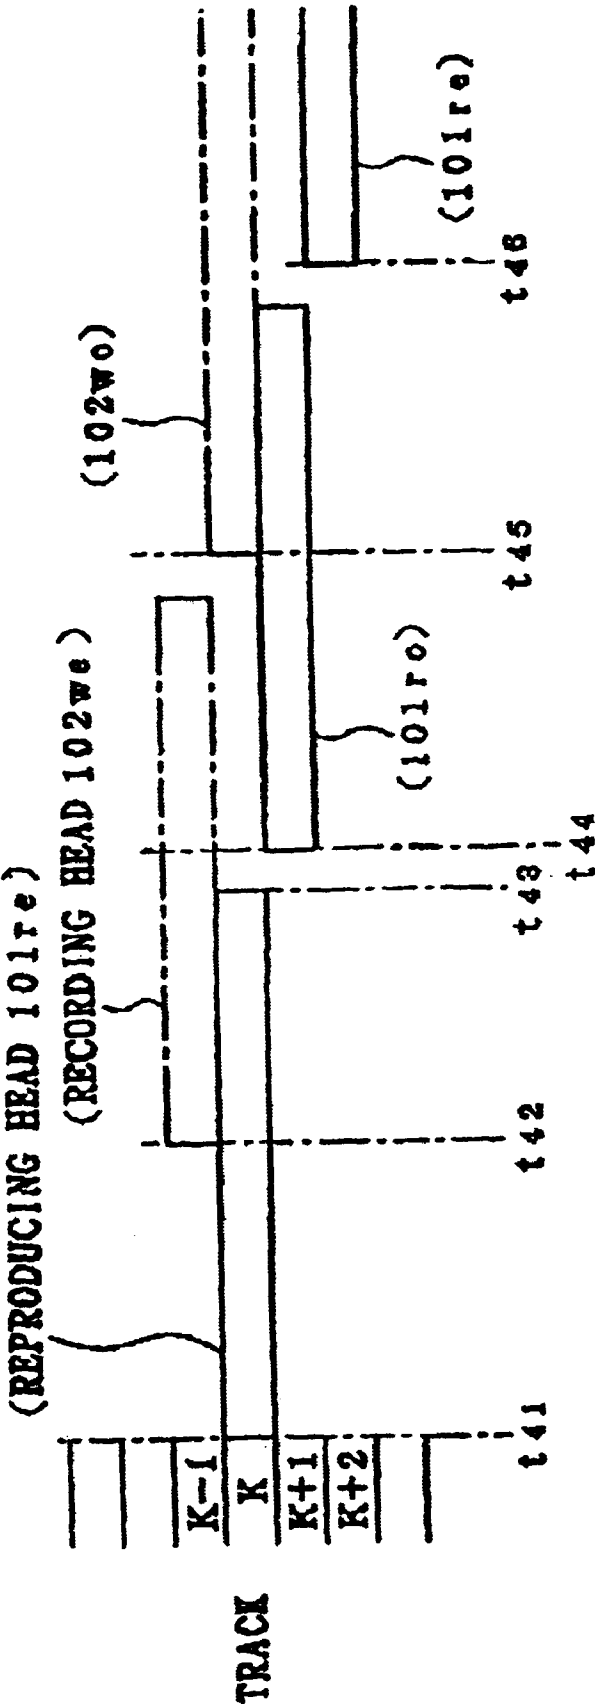 (REPRODUCING HEAD 101re)
(RECORDING HEAD 102we)
(102wo)
TRACK
K-1
K
K+1
K+2
(101ro)
(101re)
t41
t42
t43
t44
t45
t46